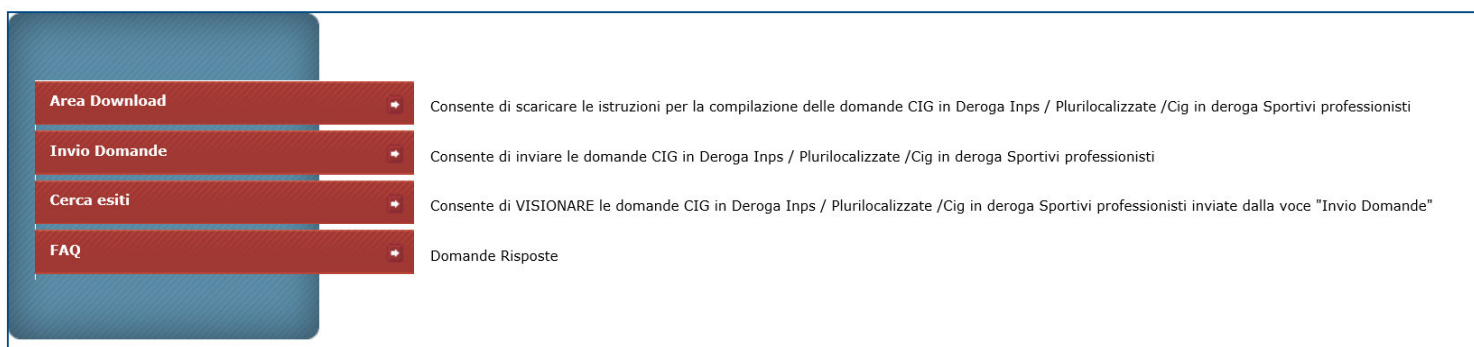 Area Download
Consente di scaricare le istruzioni per la compilazione delle domande CIG in Deroga Inps / Plurilocalizzate /Cig in deroga Sportivi professionisti
Invio Domande
Consente di inviare le domande CIG in Deroga Inps / Plurilocalizzate /Cig in deroga Sportivi professionisti
Cerca esiti
Consente di VISIONARE le domande CIG in Deroga Inps / Plurilocalizzate /Cig in deroga Sportivi professionisti inviate dalla voce "Invio Domande"
FAQ
Domande Risposte